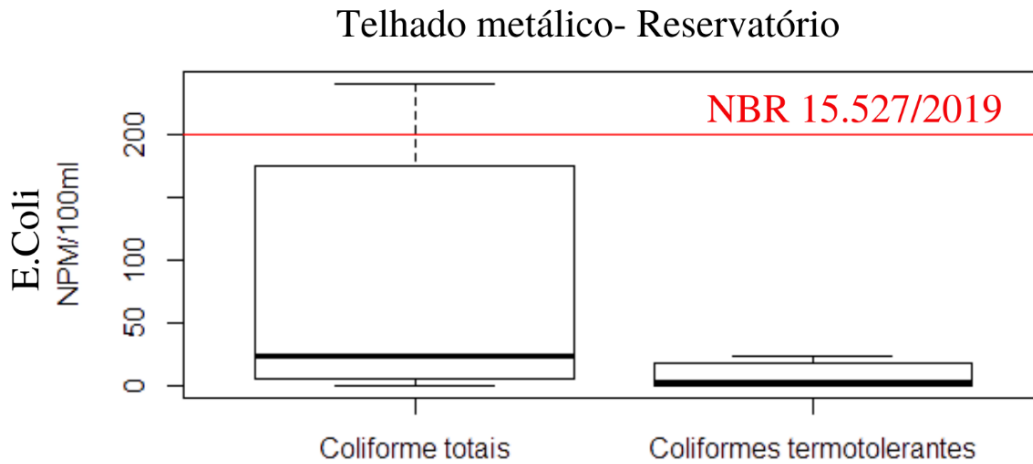 Telhado metálico- Reservatório
NBR 15.527/2019
E.Coli
NPM/100ml
200
100
50
0
Coliforme totais
Coliformes termotolerantes